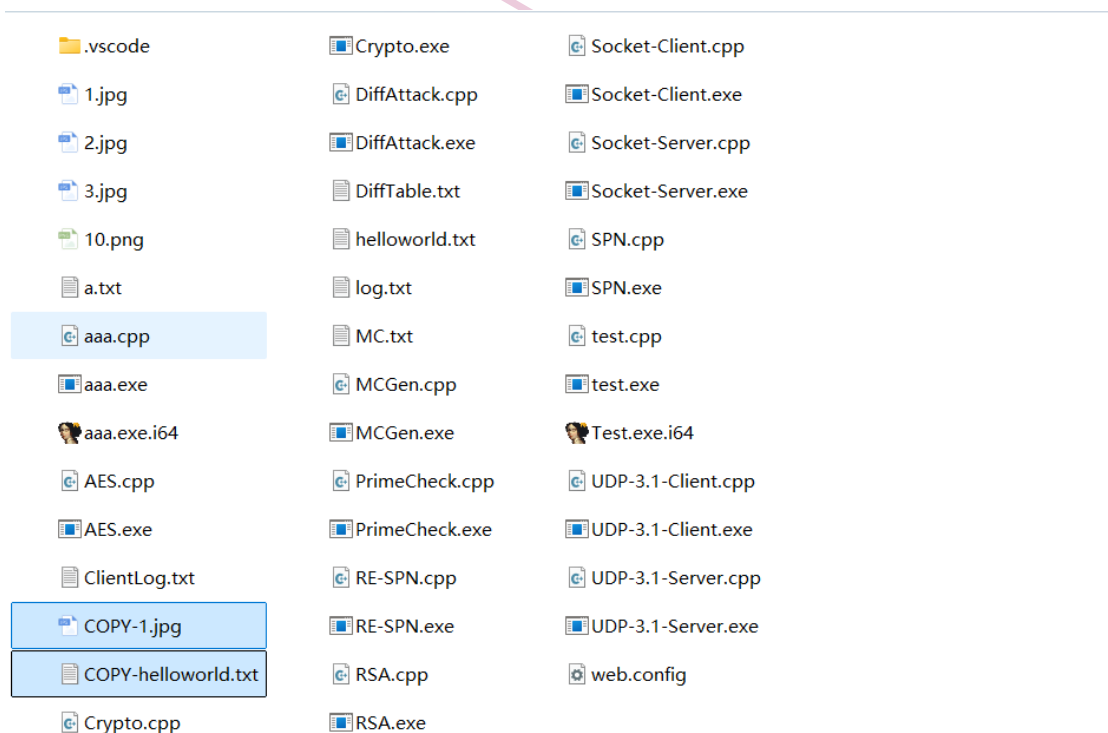 .vscode
1.jpg
2.jpg
3.jpg
10.png
a.txt
aaa.cpp
aaa.exe
aaa.exe.i64
AES.cpp
AES.exe
ClientLog.txt
COPY-1.jpg
COPY-helloworld.txt
Crypto.cpp
Crypto.exe
DiffAttack.cpp
DiffAttack.exe
DiffTable.txt
helloworld.txt
log.txt
MC.txt
MCGen.cpp
MCGen.exe
PrimeCheck.cpp
PrimeCheck.exe
RE-SPN.cpp
RE-SPN.exe
RSA.cpp
RSA.exe
Socket-Client.cpp
Socket-Client.exe
Socket-Server.cpp
Socket-Server.exe
SPN.cpp
SPN.exe
test.cpp
test.exe
Test.exe.i64
UDP-3.1-Client.cpp
UDP-3.1-Client.exe
UDP-3.1-Server.cpp
UDP-3.1-Server.exe
web.config